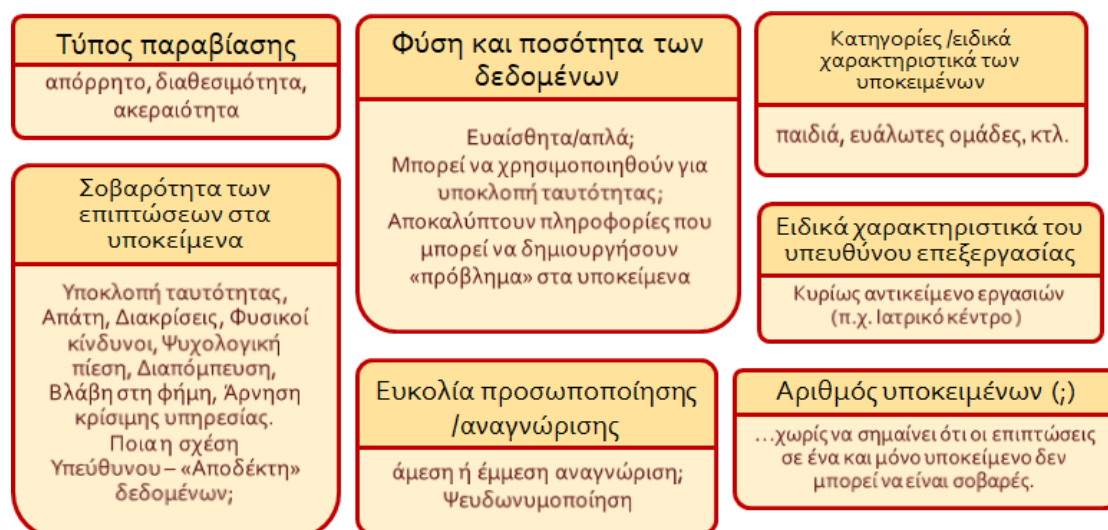 Τύπος παραβίασης
απόρρητο, διαθεσιμότητα,
ακεραιότητα
Σοβαρότητα των
επιπτώσεων στα
υποκείμενα
Υποκλοπή ταυτότητας,
Απάτη, Διακρίσεις, Φυσικοί
κίνδυνοι, Ψυχολογική
πίεση, Διαπόμπευση,
Βλάβη στη φήμη, Άρνηση
κρίσιμης υπηρεσίας.
Ποια η σχέση
Υπεύθυνου – «Αποδέκτη»
δεδομένων;
Φύση και ποσότητα των
δεδομένων
Ευαίσθητα/απλά;
Μπορεί να χρησιμοποιηθούν για
υποκλοπή ταυτότητας;
Αποκαλύπτουν πληροφορίες που
μπορεί να δημιουργήσουν
«πρόβλημα» στα υποκείμενα
Ευκολία προσωποποίησης
/αναγνώρισης
άμεση ή έμμεση αναγνώριση;
Ψευδωνυμοποίηση
Κατηγορίες /ειδικά
χαρακτηριστικά των
υποκειμένων
παιδιά, ευάλωτες ομάδες, κτλ.
Ειδικά χαρακτηριστικά του
υπευθύνου επεξεργασίας
Κυρίως αντικείμενο εργασιών
(π.χ. Ιατρικό κέντρο )
Αριθμός υποκειμένων (;)
...χωρίς να σημαίνει ότι οι επιπτώσεις
σε ένα και μόνο υποκείμενο δεν
μπορεί να είναι σοβαρές.